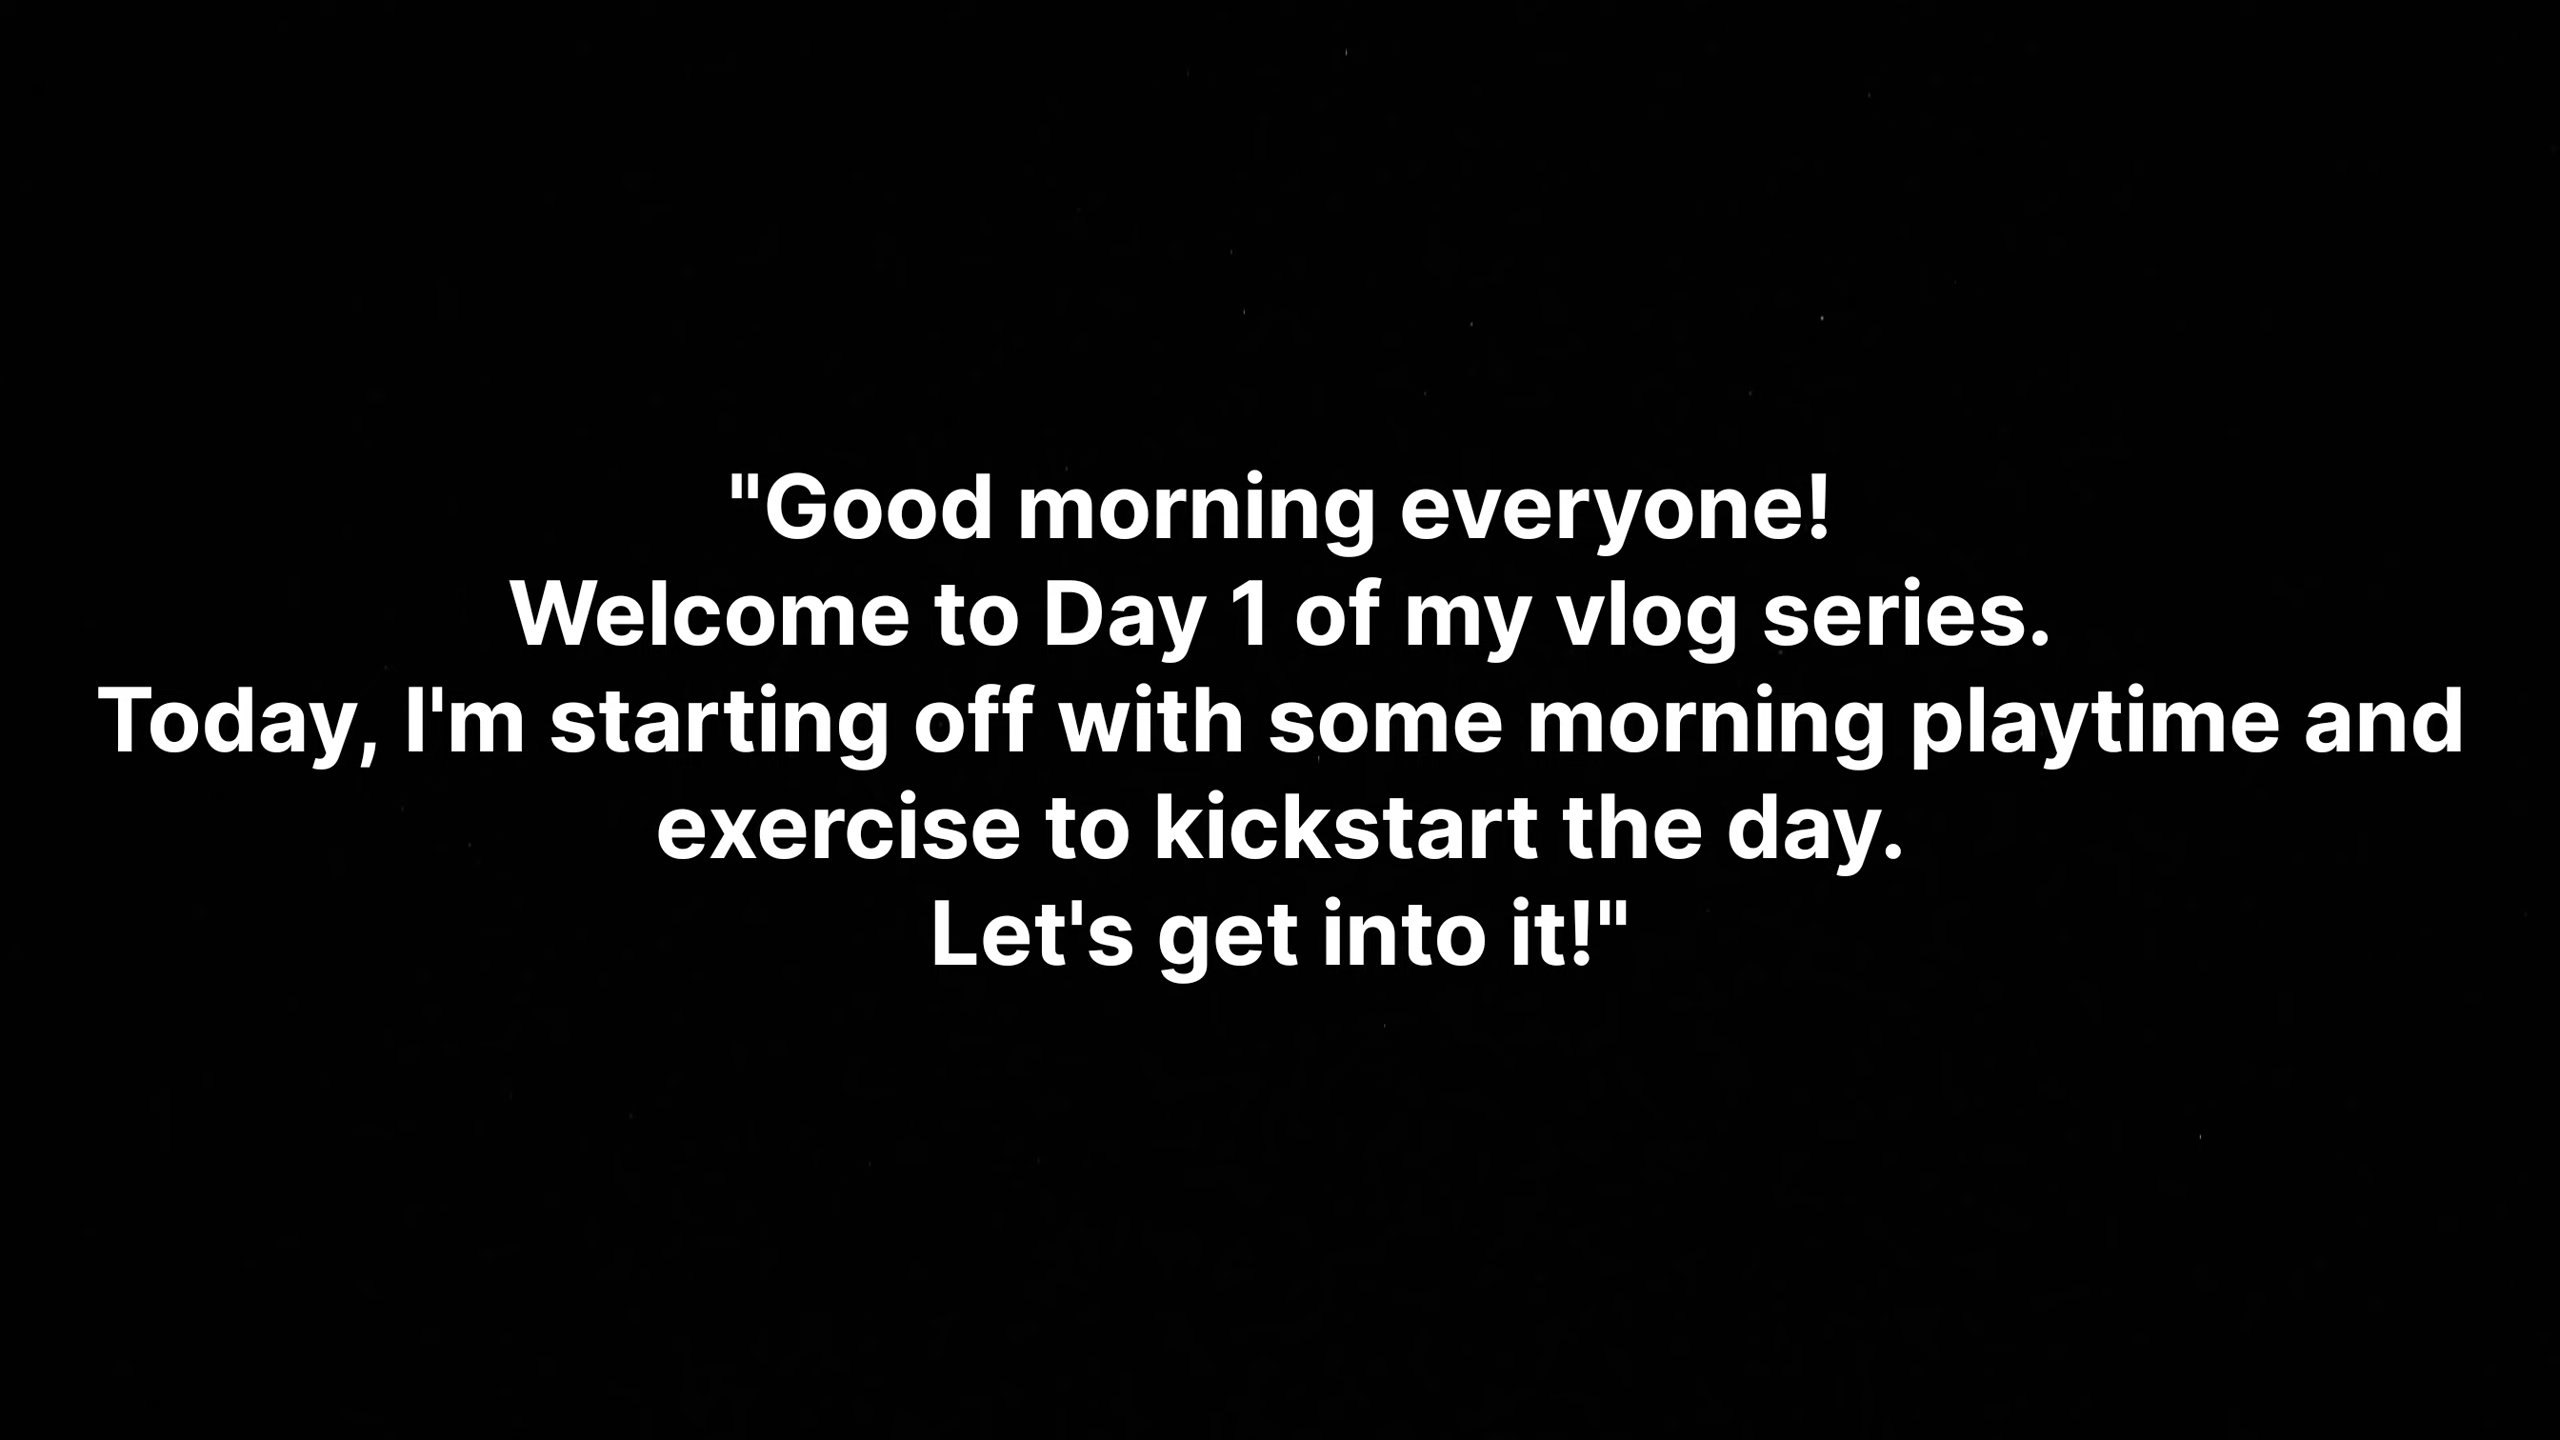 "Good morning everyone!
Welcome to Day 1 of my vlog series.
Today, I'm starting off with some morning playtime and
exercise to kickstart the day.
Let's get into it!"